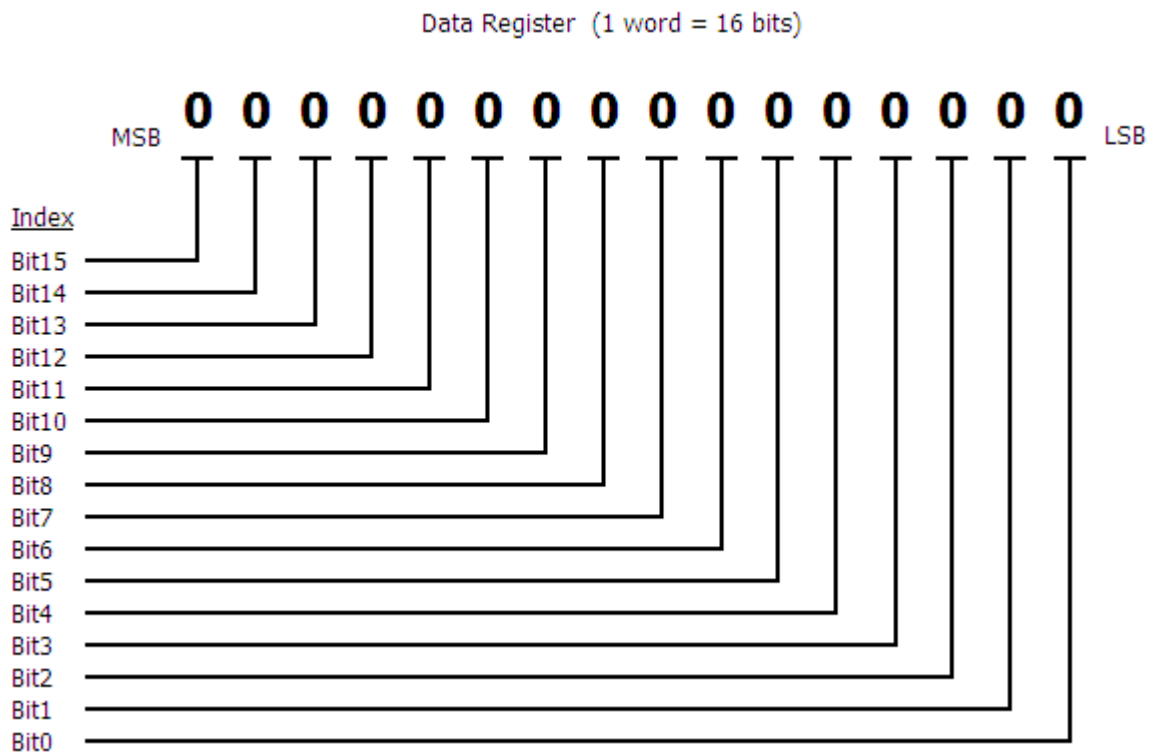 Data Register (1 word = 16 bits)
MSB 0 0 0 0 0 0 0 0 0 0 0 0 0 0 0 0 LSB
Index
Bit15
Bit14
Bit13
Bit12
Bit11
Bit10
Bit9
Bit8
Bit7
Bit6
Bit5
Bit4
Bit3
Bit2
Bit1
Bit0